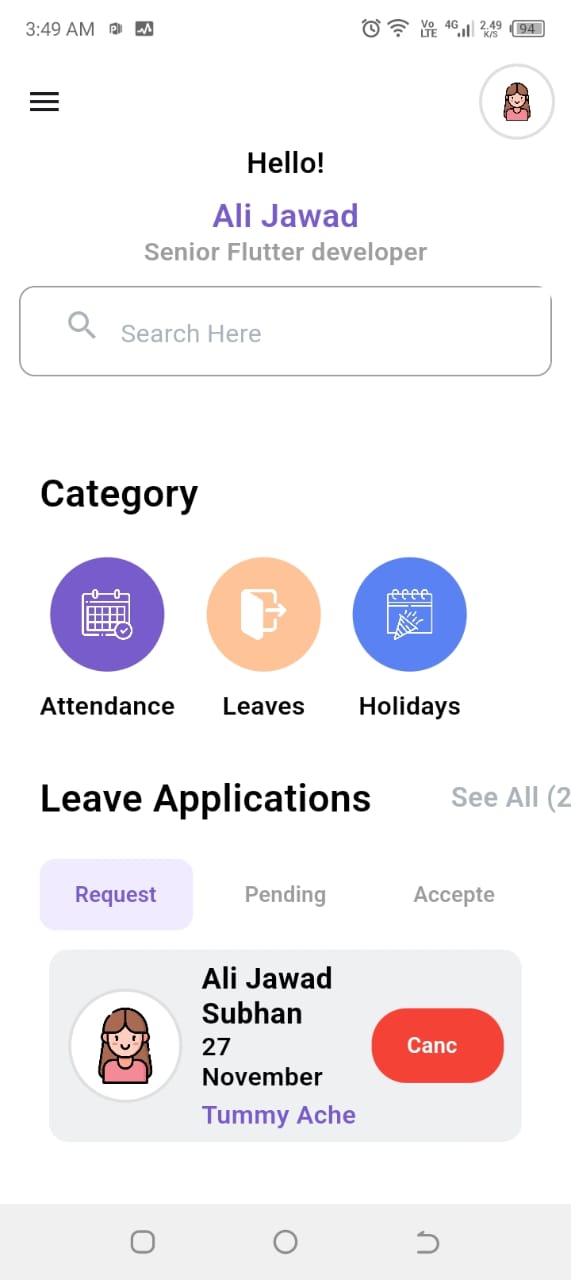 3:49 AM Vo LTE 4G 2.49 K/S 94
Hello!
Ali Jawad
Senior Flutter developer
Search Here
Category
Attendance Leaves Holidays
Leave Applications See All (2
Request Pending Accepte
Ali Jawad
Subhan
27
November
Tummy Ache
Canc